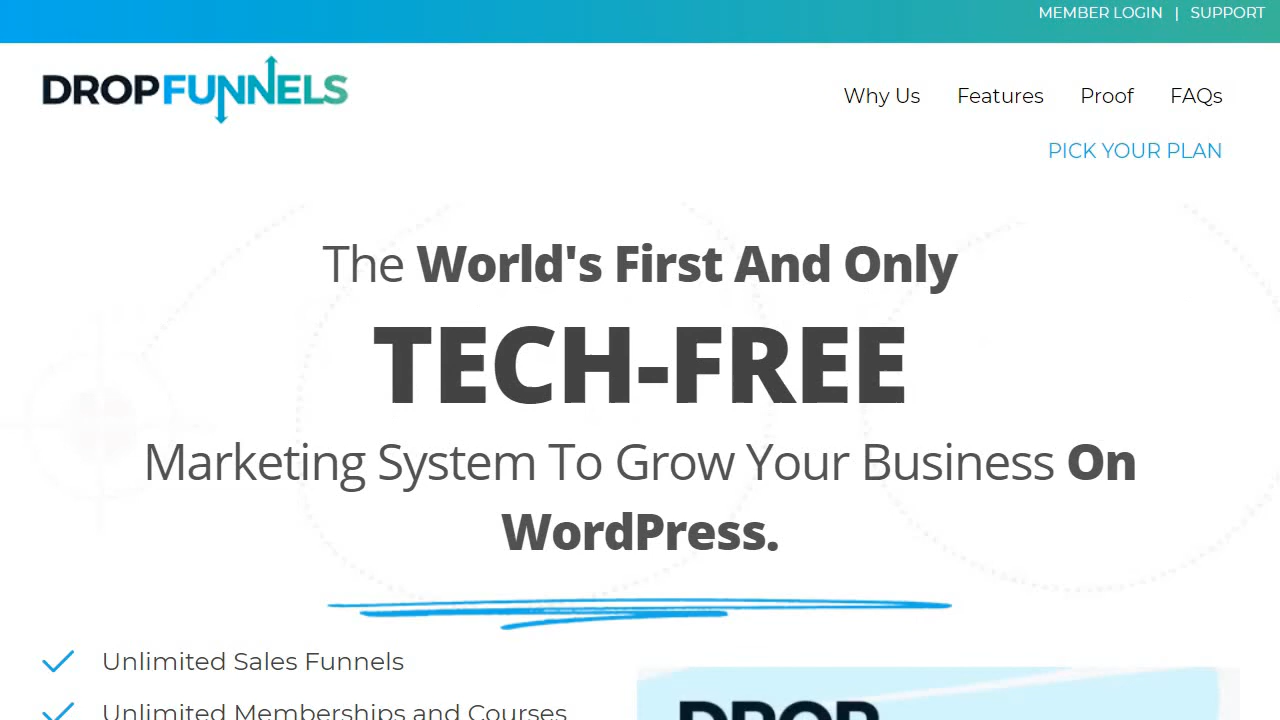 MEMBER LOGIN | SUPPORT
DROPFUNNELS
Why Us Features Proof FAQs
PICK YOUR PLAN
The World's First And Only
TECH-FREE
Marketing System To Grow Your Business On
WordPress.
Unlimited Sales Funnels
Unlimited Memberships and Courses
DROP